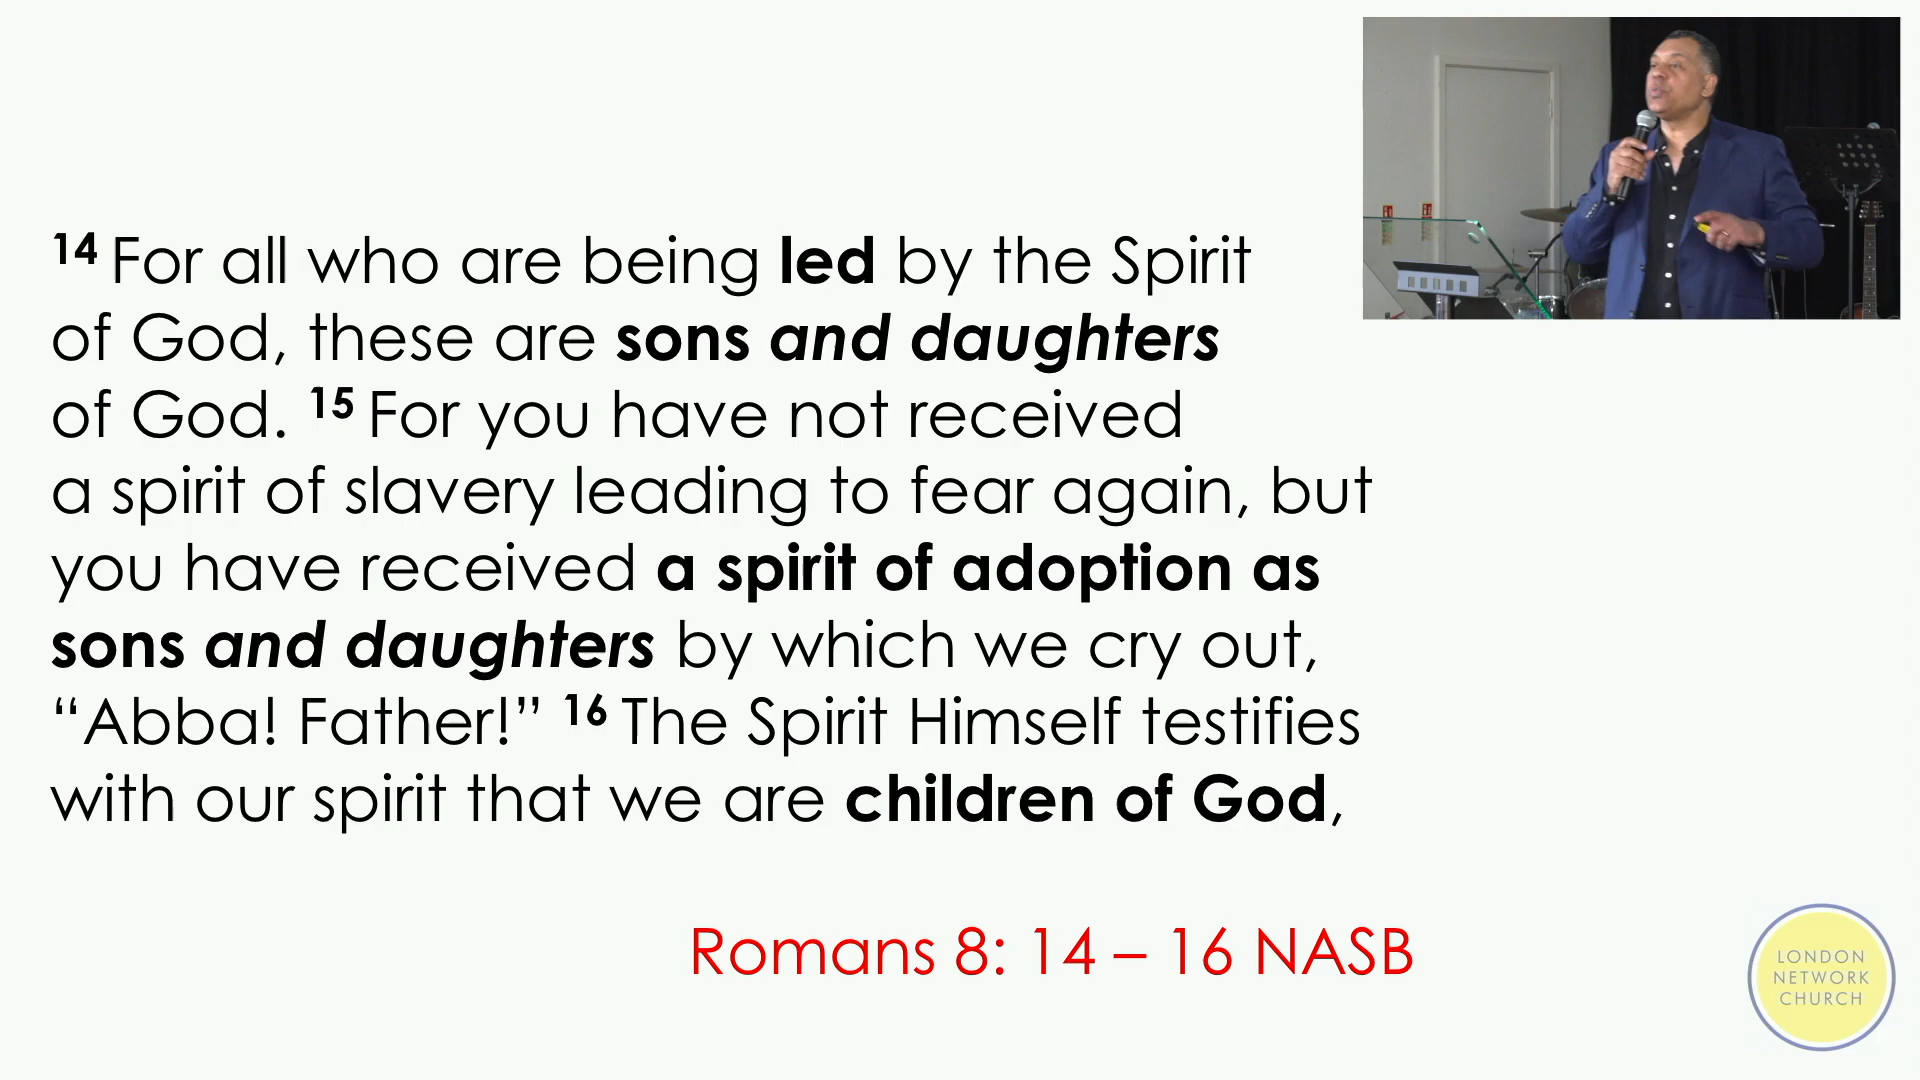 14 For all who are being led by the Spirit
of God, these are sons and daughters
of God. 15 For you have not received
a spirit of slavery leading to fear again, but
you have received a spirit of adoption as
sons and daughters by which we cry out,
“Abba! Father!” 16 The Spirit Himself testifies
with our spirit that we are children of God,
Romans 8: 14 – 16 NASB
LONDON
NETWORK
CHURCH